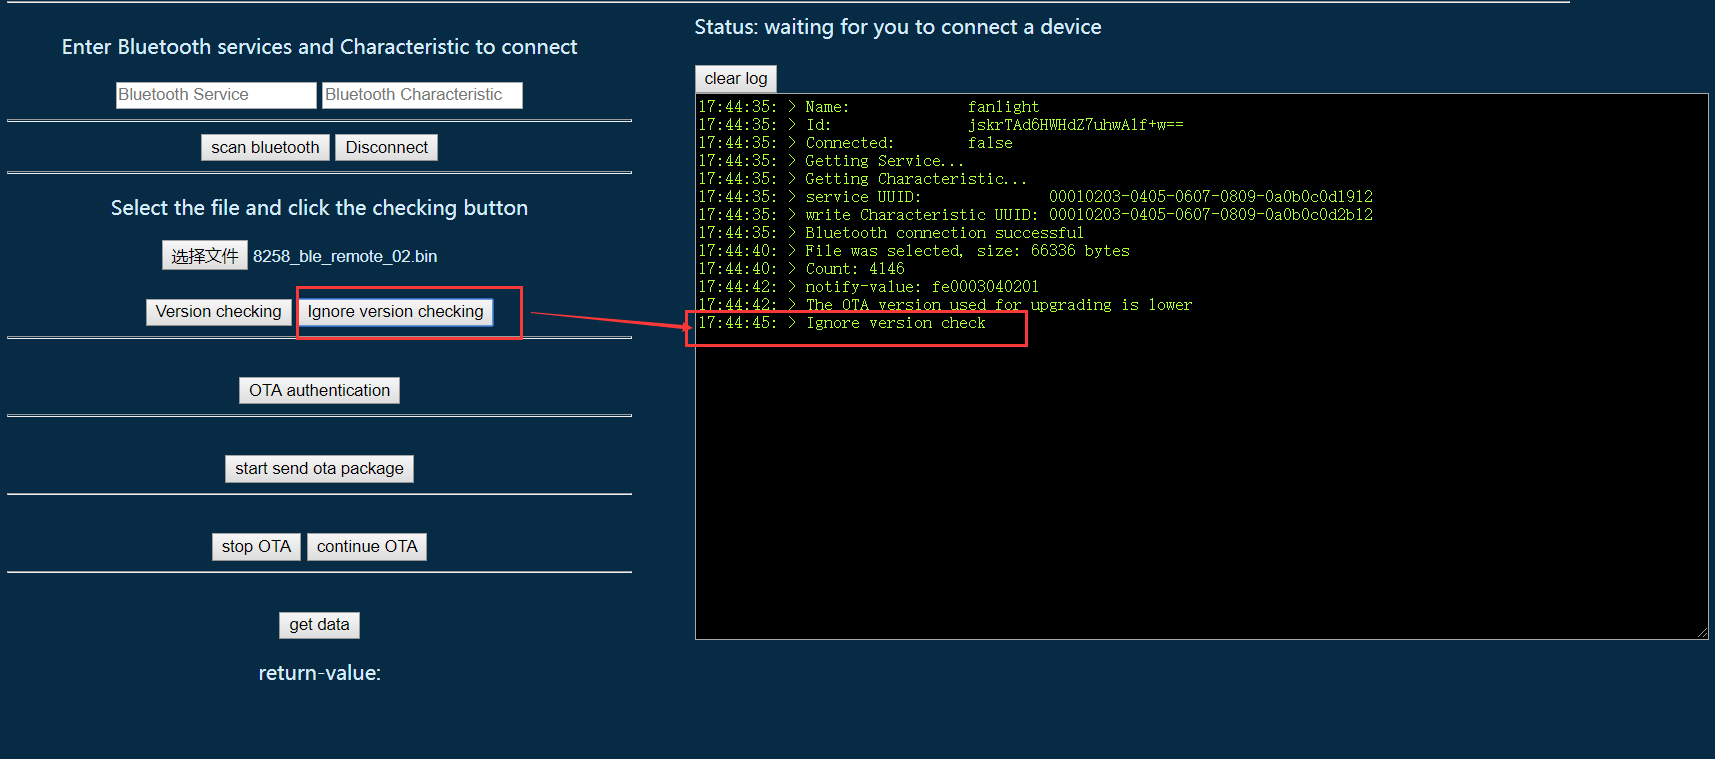 Enter Bluetooth services and Characteristic to connect
Bluetooth Service Bluetooth Characteristic
scan bluetooth Disconnect
Select the file and click the checking button
选择文件 8258_ble_remote_02.bin
Version checking Ignore version checking
OTA authentication
start send ota package
stop OTA continue OTA
get data
return-value:
Status: waiting for you to connect a device
clear log
17:44:35: > Name: fanlight
17:44:35: > Id: jskrTAd6HWHdZ7uhwAlf+w==
17:44:35: > Connected: false
17:44:35: > Getting Service...
17:44:35: > Getting Characteristic...
17:44:35: > service UUID: 00010203-0405-0607-0809-0a0b0c0d1912
17:44:35: > write Characteristic UUID: 00010203-0405-0607-0809-0a0b0c0d2b12
17:44:35: > Bluetooth connection successful
17:44:40: > File was selected, size: 66336 bytes
17:44:40: > Count: 4146
17:44:42: > notify-value: fe0003040201
17:44:42: > The OTA version used for upgrading is lower
17:44:45: > Ignore version check